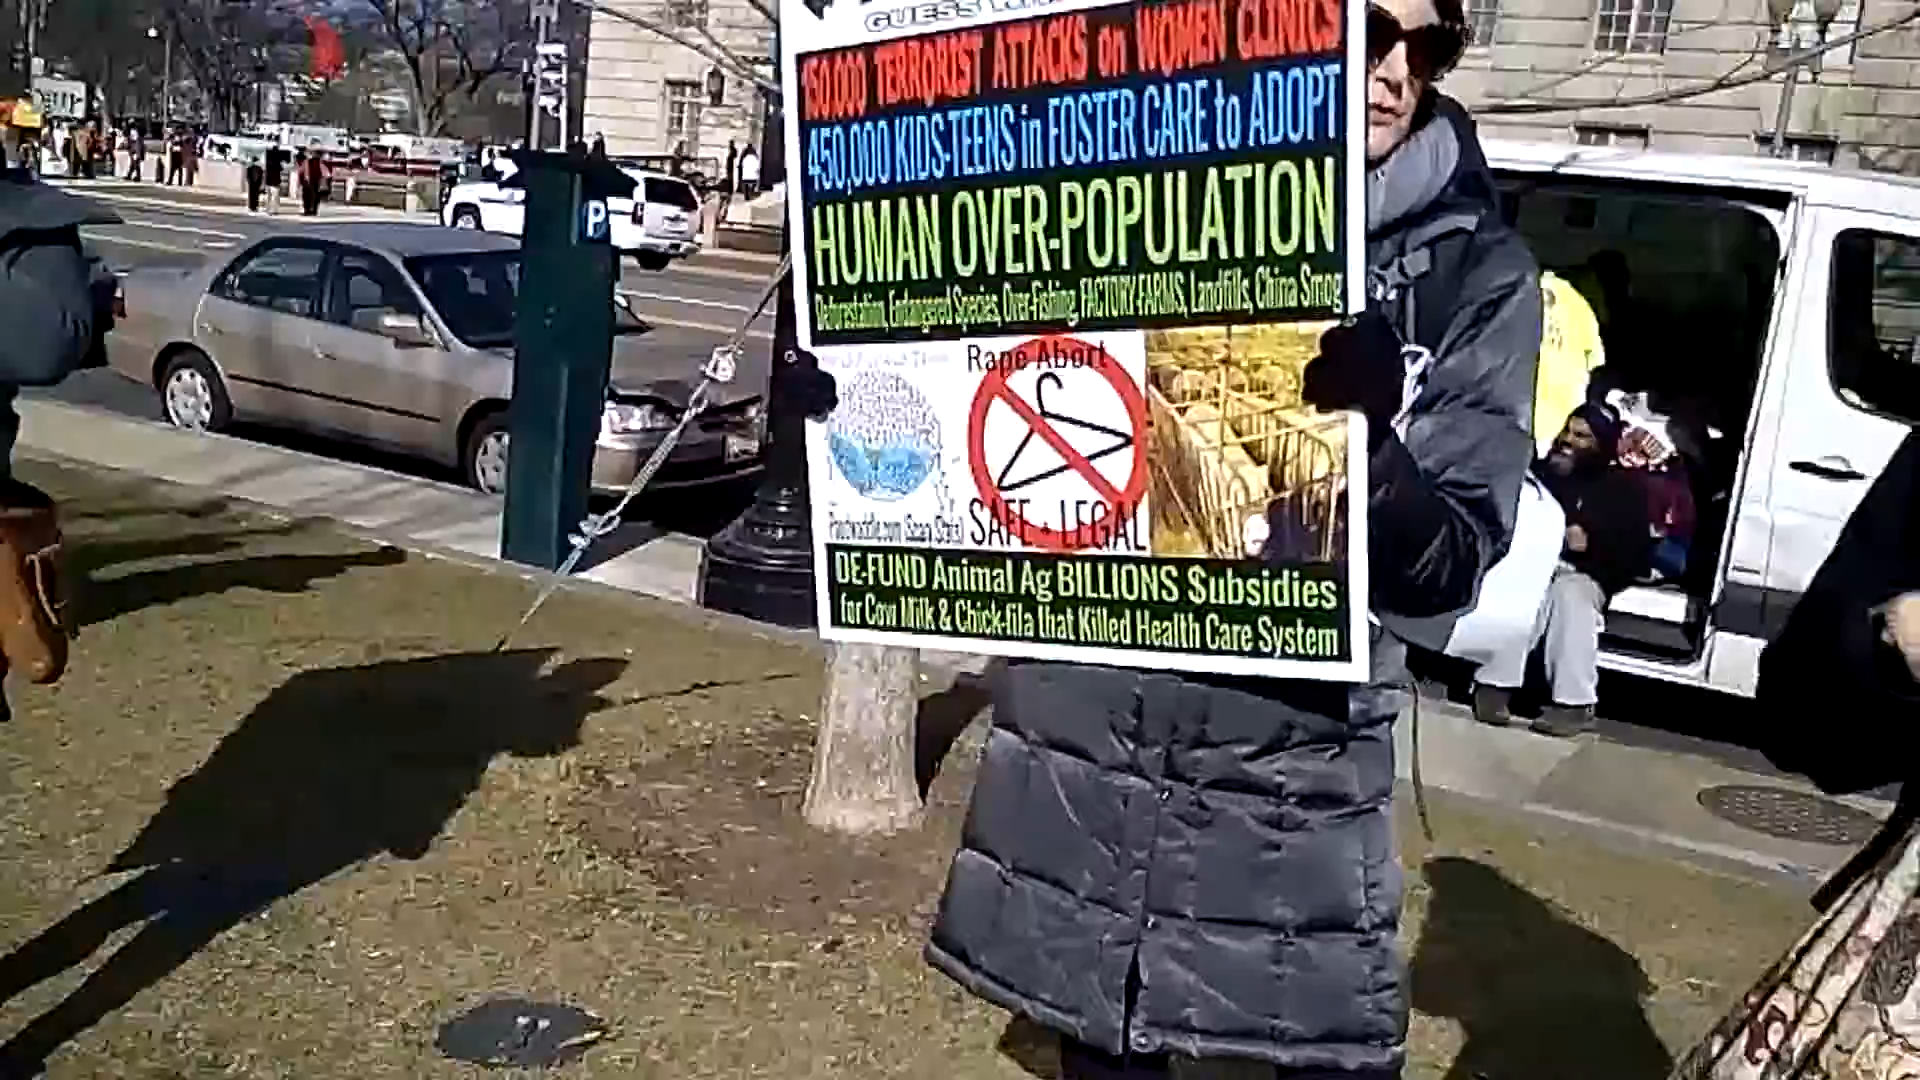 GUESS
150,000 TERRORIST ATTACKS on WOMEN CLINICS
450,000 KIDS-TEENS in FOSTER CARE to ADOPT
HUMAN OVER-POPULATION
Deforestation, Endangered Species, Over-fishing, FACTORY-FARMS, Landfills, China Smog
Rape Abort
SAFE - LEGAL
DE-FUND Animal Ag BILLIONS $ubsidies
for Cow Milk & Chick-fila that Killed Health Care System
P